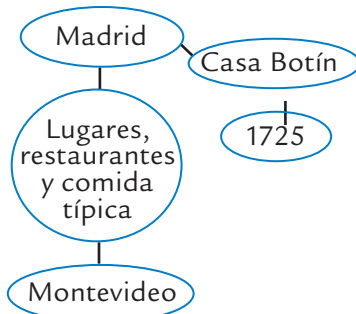 Madrid
Casa Botín
1725
Lugares,
restaurantes
y comida
típica
Montevideo